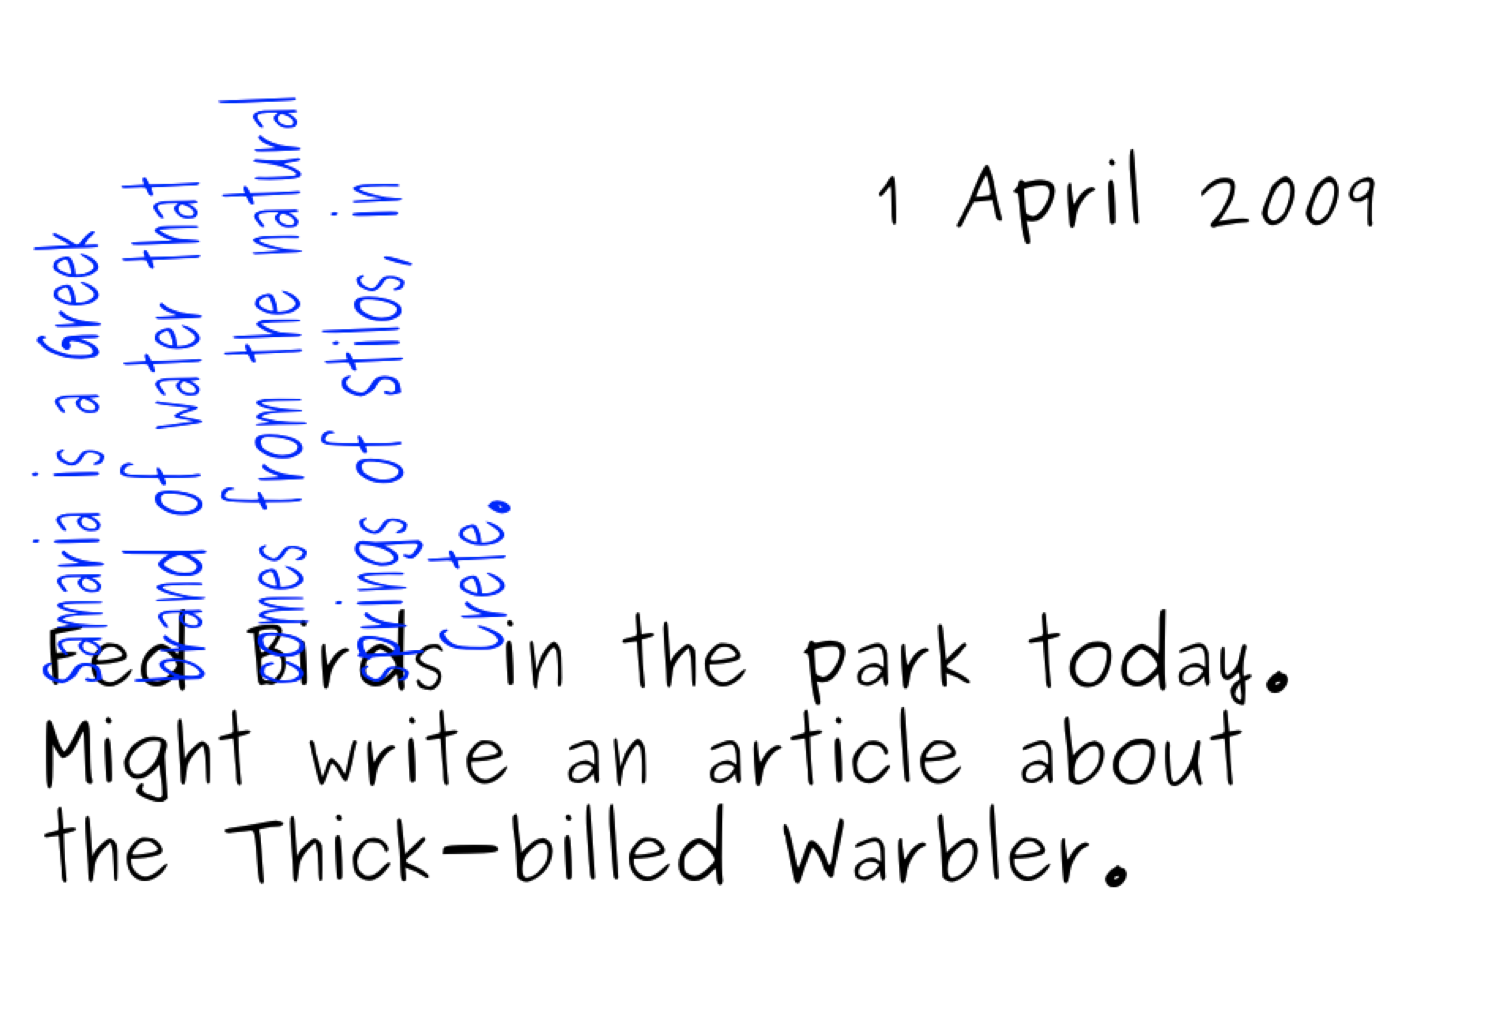 1 April 2009
Samaria is a Greek
brand of water that
comes from the natural
springs of Stilos, in
Crete.
Fed Birds in the park today.
Might write an article about
the Thick-billed Warbler.